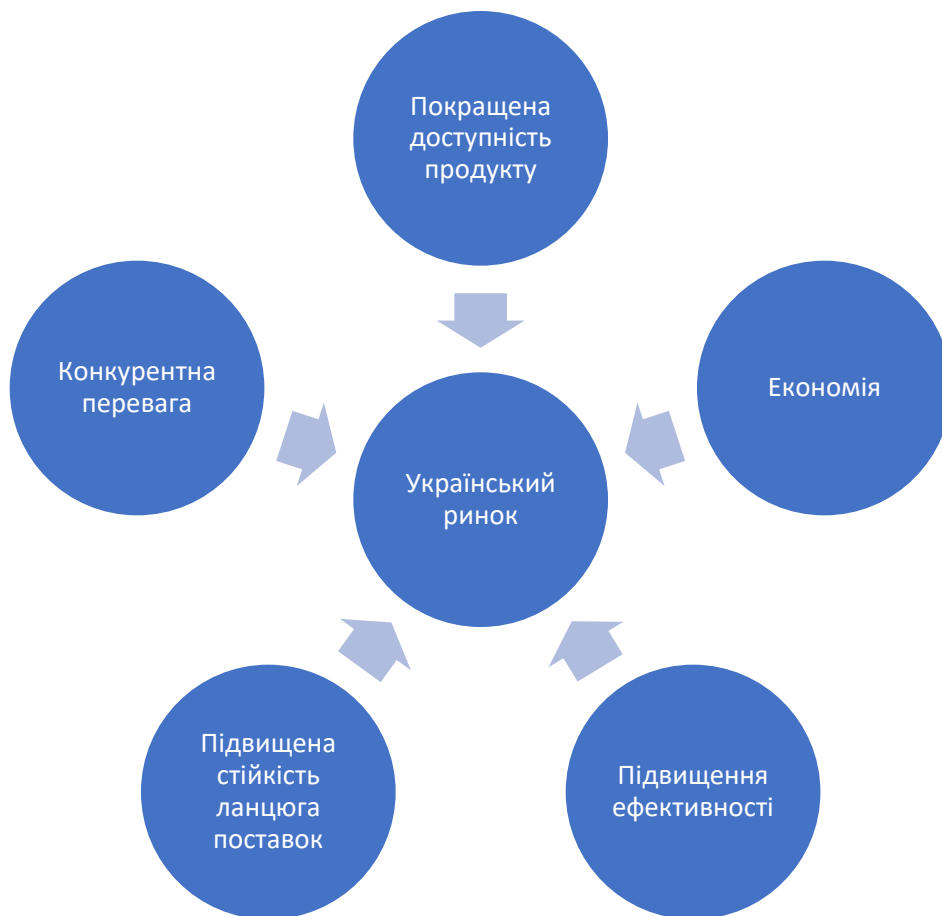 Покращена
доступність
продукту
Конкурентна
перевага
Економія
Український
ринок
Підвищена
стійкість
ланцюга
поставок
Підвищення
ефективності